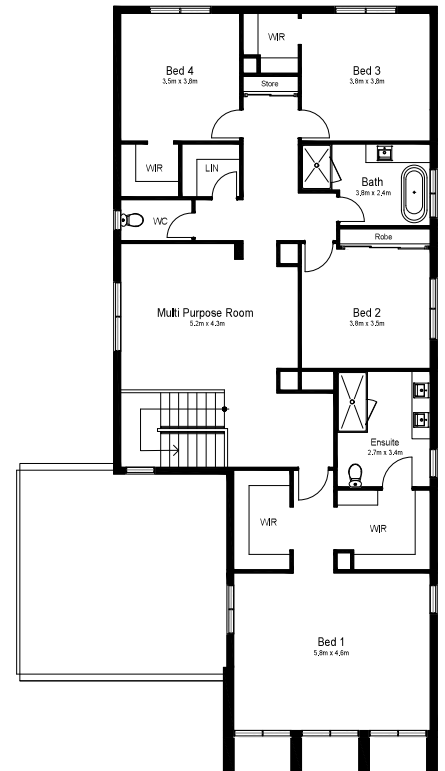 WIR
Bed 4
3,5m x 3,8m
Bed 3
3,8m x 3,8m
Store
WIR
LIN
Bath
3,8m x 2,4m
WC
Robe
Multi Purpose Room
5.2m x 4.3m
Bed 2
3,8m x 3,5m
Ensuite
2.7m x 3.4m
WIR
WIR
Bed 1
5,8m x 4,6m